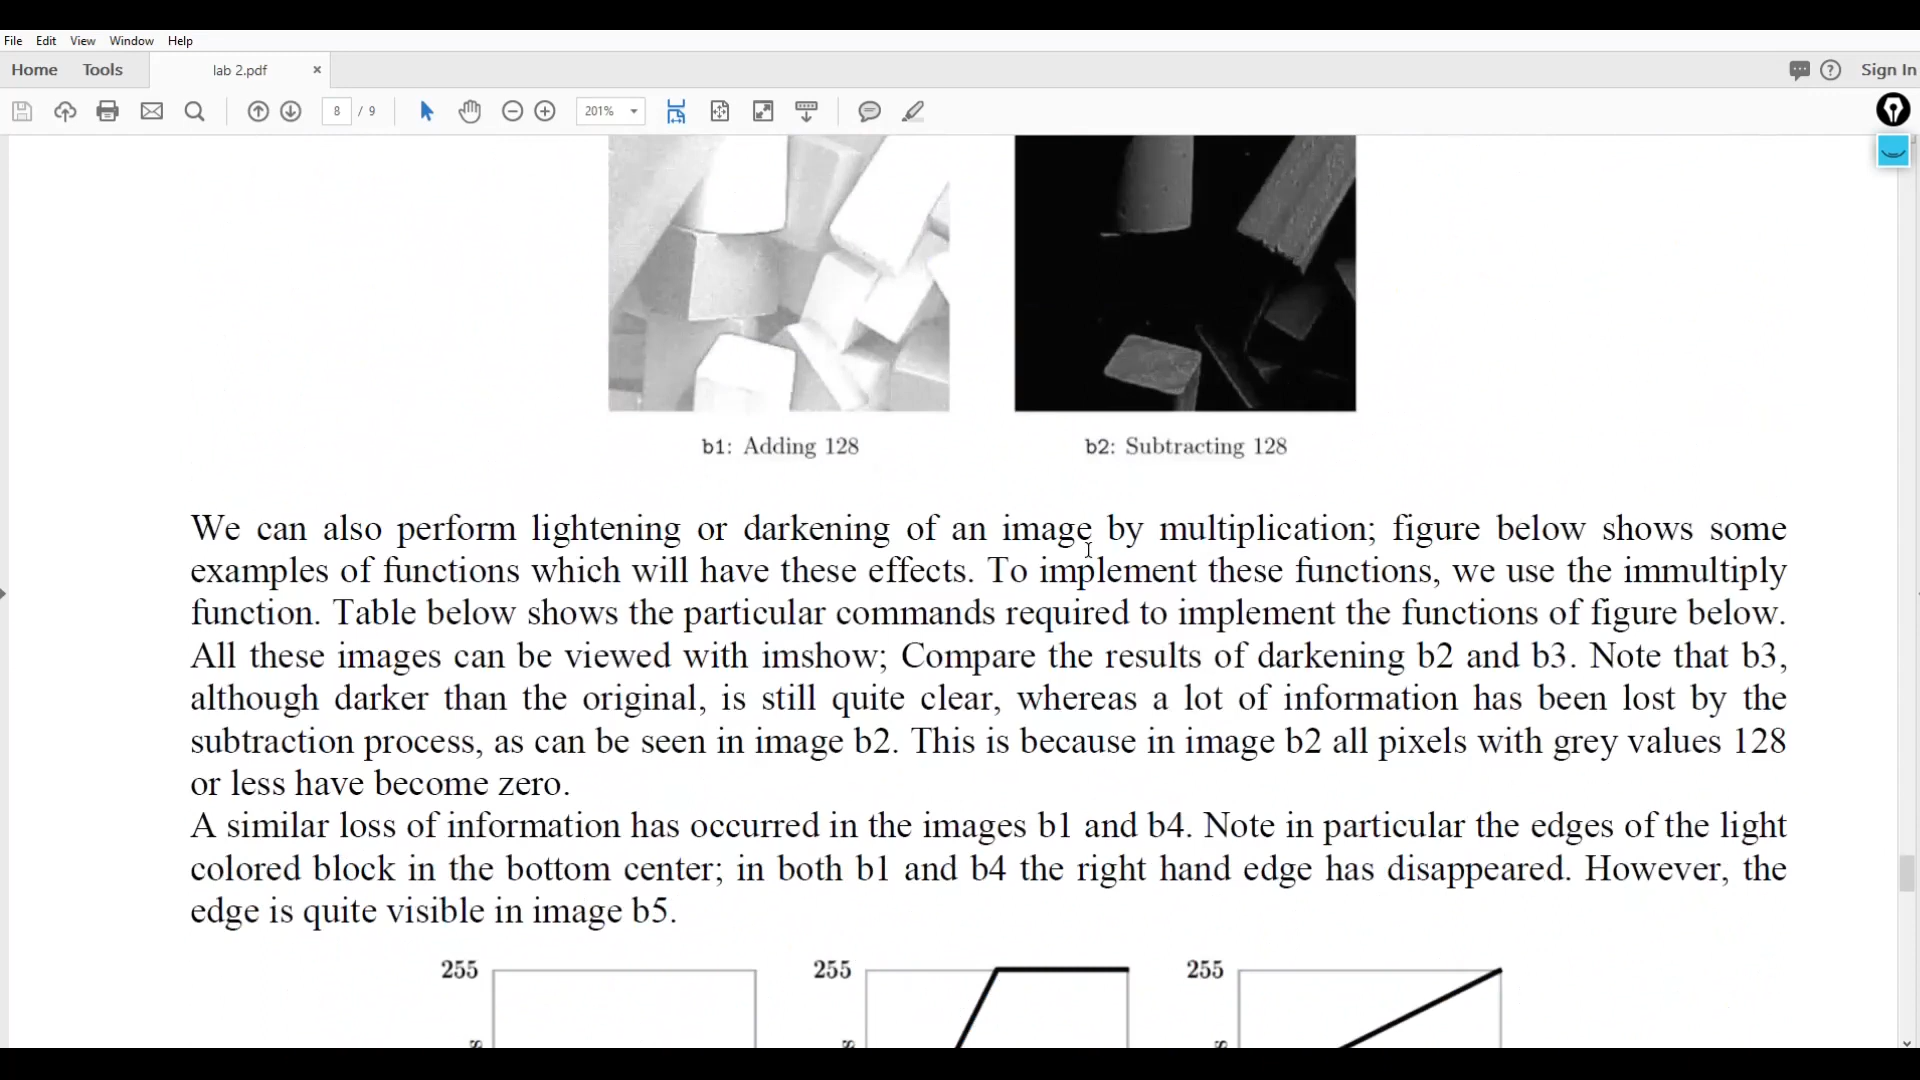 File Edit View Window Help
Home Tools lab 2.pdf × Sign In
8 / 9 201%
b1: Adding 128 b2: Subtracting 128
We can also perform lightening or darkening of an image by multiplication; figure below shows some
examples of functions which will have these effects. To implement these functions, we use the immultiply
function. Table below shows the particular commands required to implement the functions of figure below.
All these images can be viewed with imshow; Compare the results of darkening b2 and b3. Note that b3,
although darker than the original, is still quite clear, whereas a lot of information has been lost by the
subtraction process, as can be seen in image b2. This is because in image b2 all pixels with grey values 128
or less have become zero.
A similar loss of information has occurred in the images b1 and b4. Note in particular the edges of the light
colored block in the bottom center; in both b1 and b4 the right hand edge has disappeared. However, the
edge is quite visible in image b5.
255 255 255